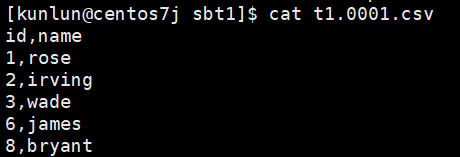 [kunlun@centos7j sbt1]$ cat t1.0001.csv
id,name
1,rose
2,irving
3,wade
6,james
8,bryant